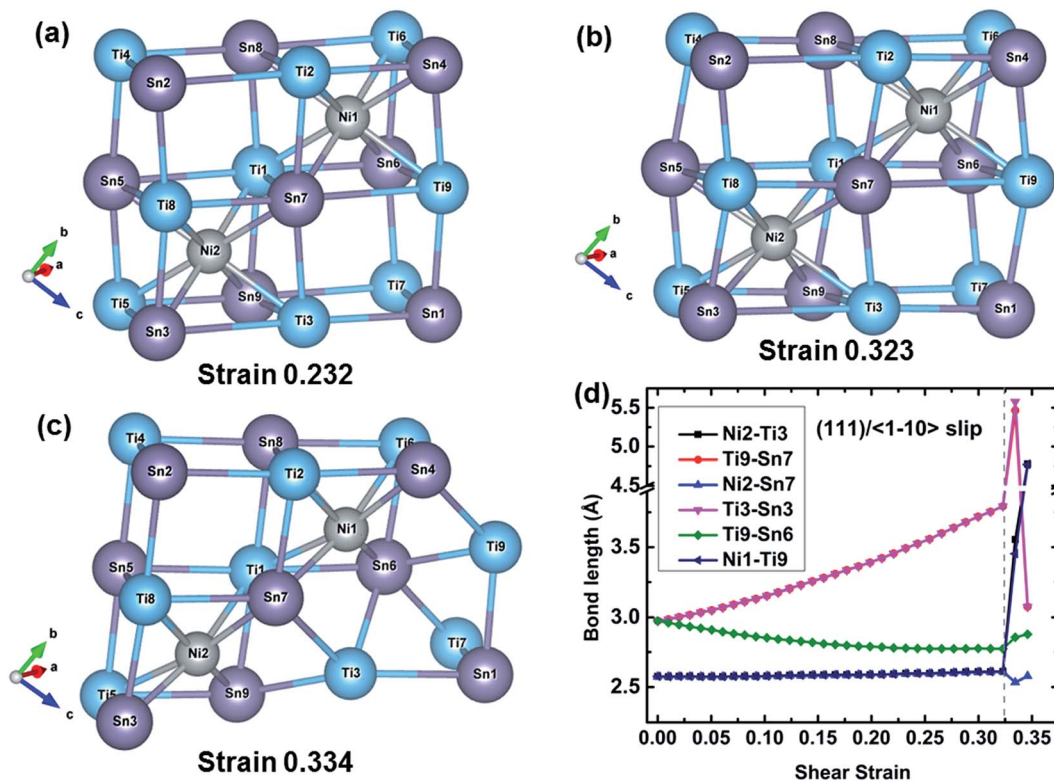 (a)
Ti4
Sn8
Ti6
Sn2
Ti2
Sn4
Ni1
Sn5
Ti1
Sn6
Ti8
Sn7
Ti9
Ni2
Ti5
Sn9
Ti7
Sn3
Ti3
Sn1
b
a
c
Strain 0.232
(b)
Ti4
Sn8
Ti6
Sn2
Ti2
Sn4
Ni1
Sn5
Ti1
Sn6
Ti8
Sn7
Ti9
Ni2
Ti5
Sn9
Ti7
Sn3
Ti3
Sn1
b
a
c
Strain 0.323
(c)
Ti4
Sn8
Ti6
Sn2
Ti2
Sn4
Ni1
Ti9
Sn5
Ti1
Sn6
Ti8
Sn7
Ni2
Ti7
Ti5
Sn9
Ti3
Sn1
Sn3
b
a
c
Strain 0.334
(d)
(111)/<1-10> slip
Ni2-Ti3
Ti9-Sn7
Ni2-Sn7
Ti3-Sn3
Ti9-Sn6
Ni1-Ti9
Bond length (Å)
5.5
5.0
4.5
3.5
3.0
2.5
0.00 0.05 0.10 0.15 0.20 0.25 0.30 0.35
Shear Strain